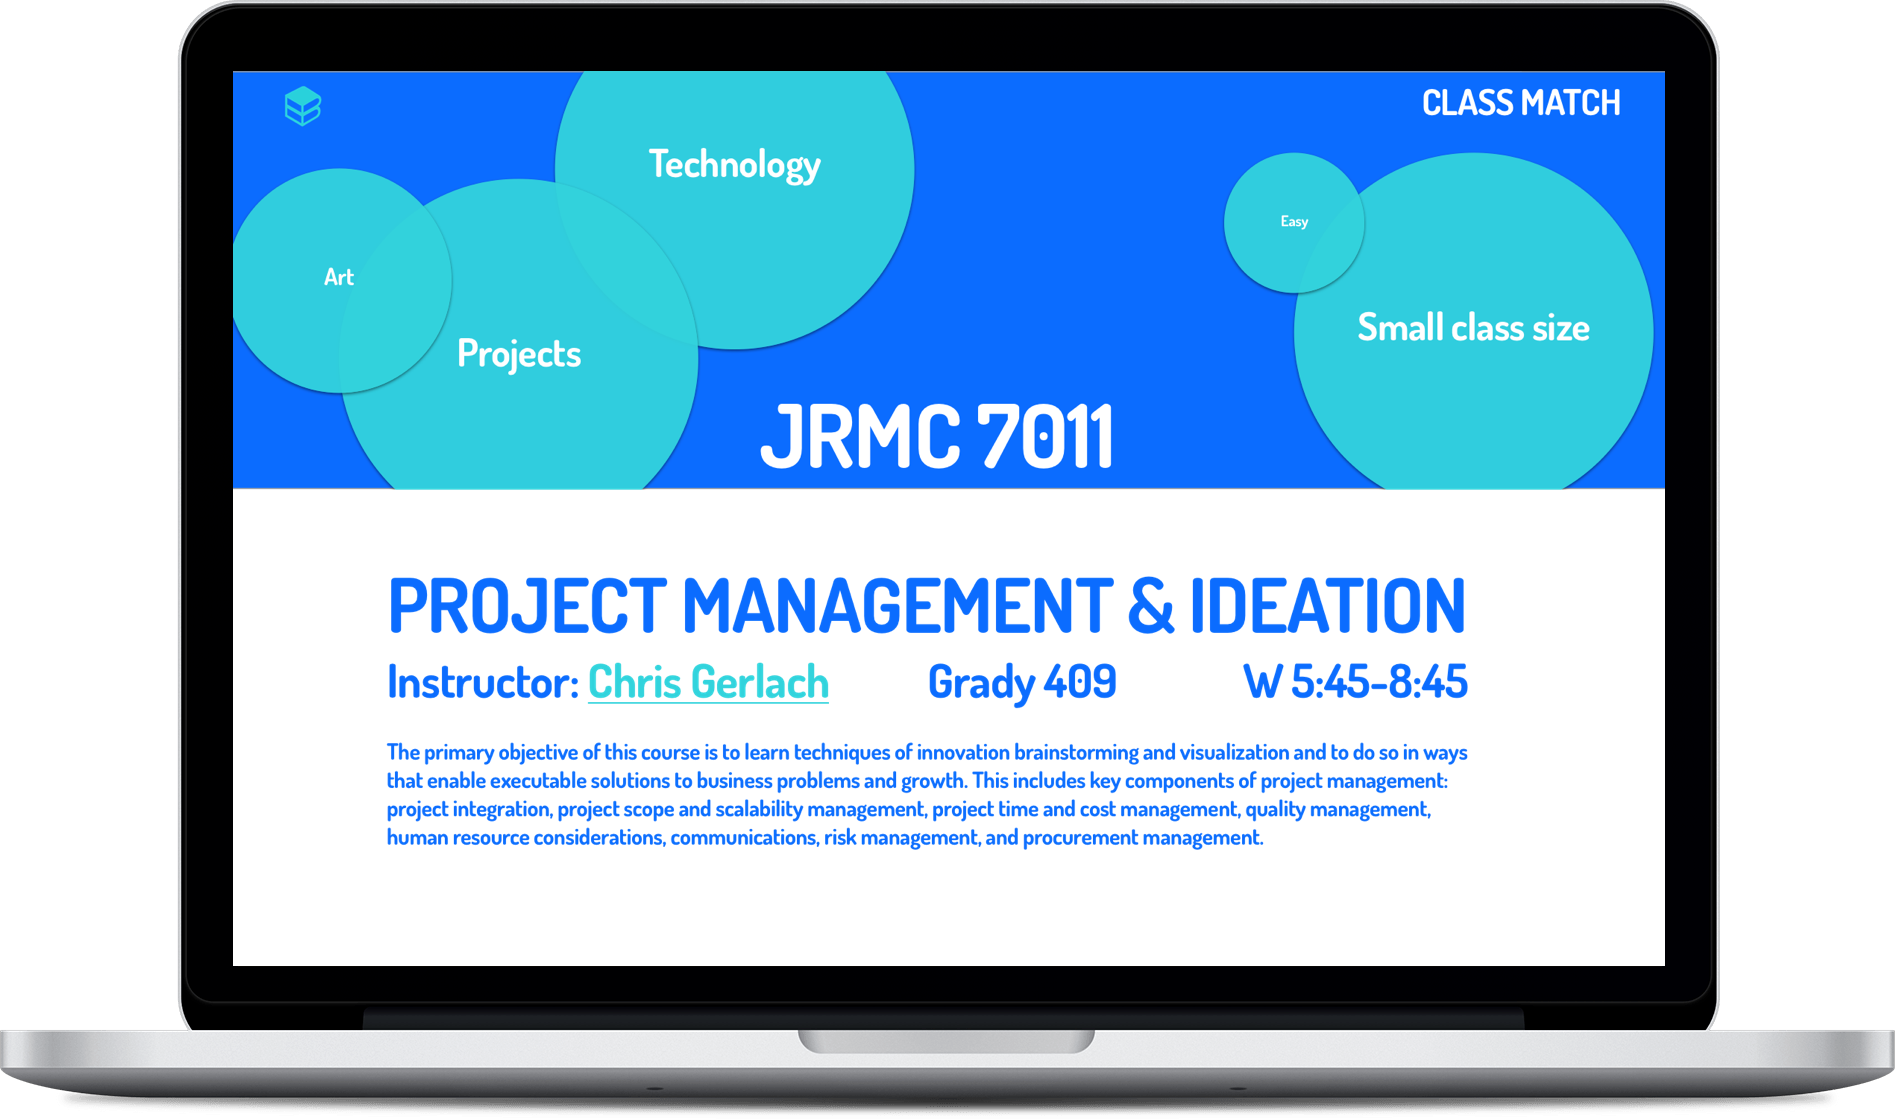 CLASS MATCH
Technology
Easy
Art
Small class size
Projects
JRMC 7011
PROJECT MANAGEMENT & IDEATION
Instructor: Chris Gerlach Grady 409 W 5:45-8:45
The primary objective of this course is to learn techniques of innovation brainstorming and visualization and to do so in ways
that enable executable solutions to business problems and growth. This includes key components of project management:
project integration, project scope and scalability management, project time and cost management, quality management,
human resource considerations, communications, risk management, and procurement management.